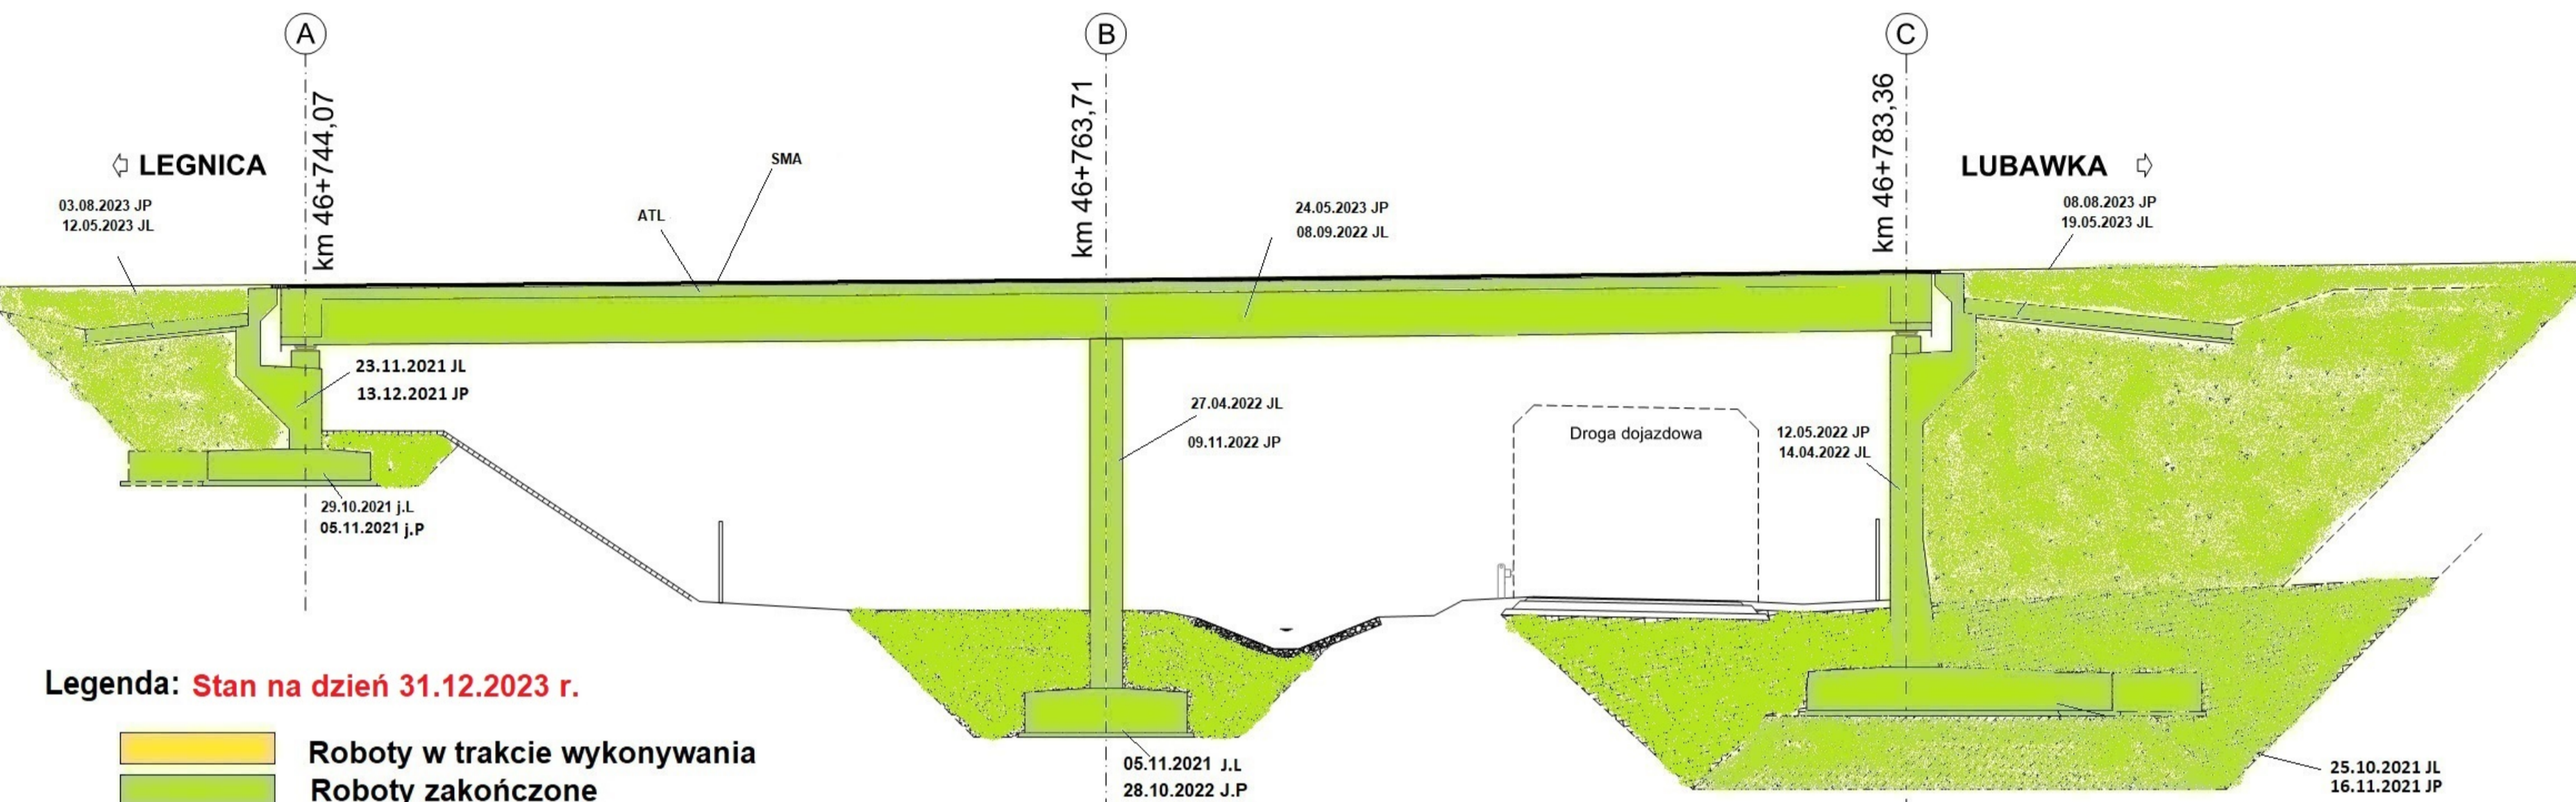 A
B
C
km 46+744,07
km 46+763,71
km 46+783,36
LEGNICA
LUBAWKA
SMA
ATL
03.08.2023 JP
12.05.2023 JL
24.05.2023 JP
08.09.2022 JL
08.08.2023 JP
19.05.2023 JL
23.11.2021 JL
13.12.2021 JP
27.04.2022 JL
09.11.2022 JP
Droga dojazdowa
12.05.2022 JP
14.04.2022 JL
29.10.2021 j.L
05.11.2021 j.P
Legenda: Stan na dzień 31.12.2023 r.
Roboty w trakcie wykonywania
Roboty zakończone
05.11.2021 J.L
28.10.2022 J.P
25.10.2021 JL
16.11.2021 JP